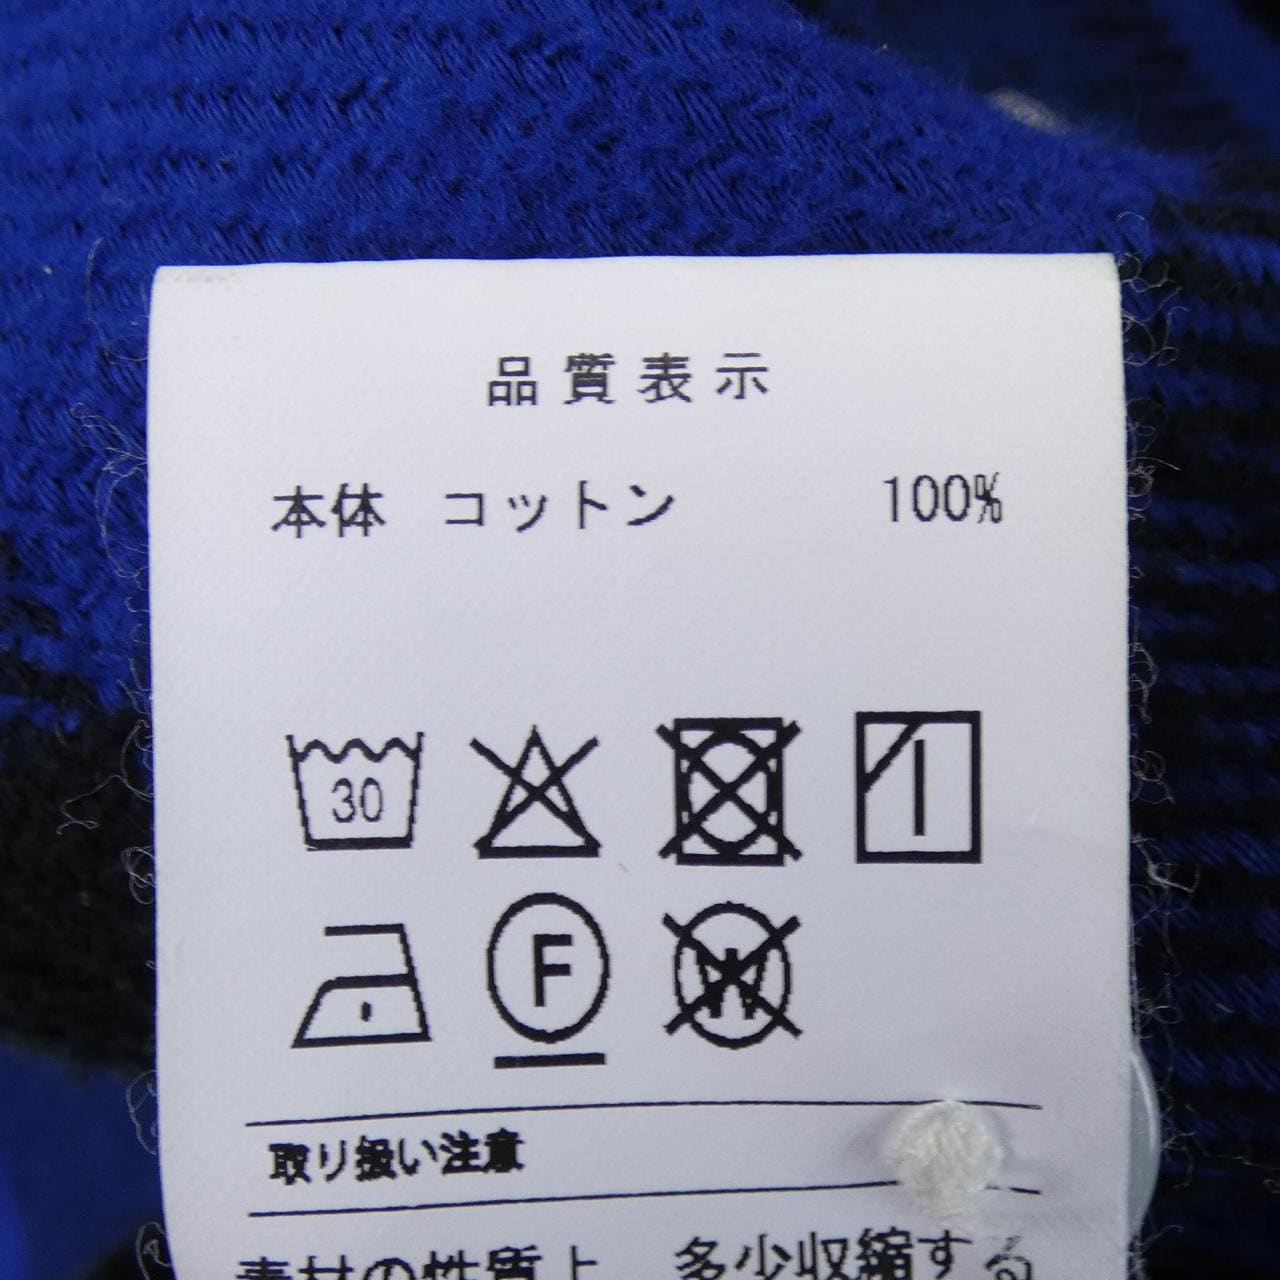 品質表示
本体 コットン 100%
30
F
W
取り扱い注意
素材の性質上、多少収縮する